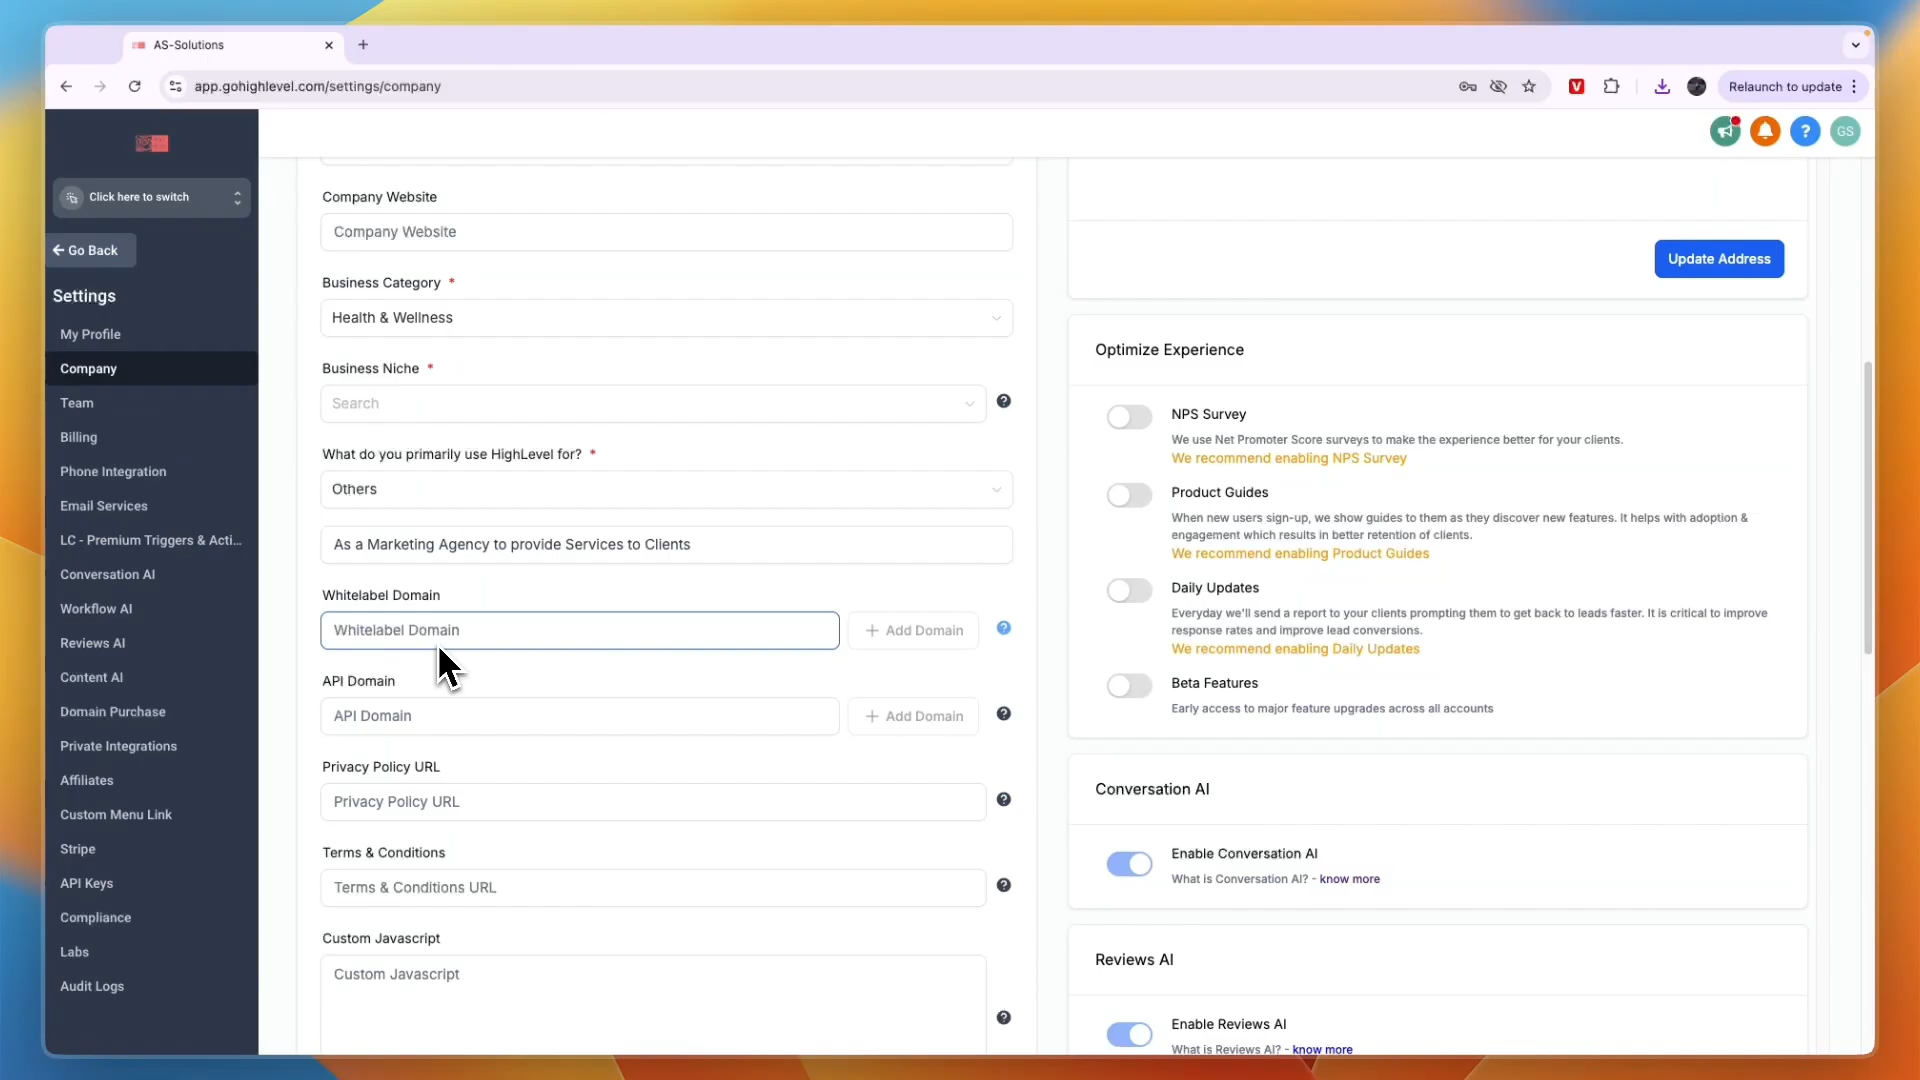 AS-Solutions
app.gohighlevel.com/settings/company
Relaunch to update
GS
Click here to switch
Go Back
Settings
My Profile
Company
Team
Billing
Phone Integration
Email Services
LC - Premium Triggers & Acti...
Conversation AI
Workflow AI
Reviews AI
Content AI
Domain Purchase
Private Integrations
Affiliates
Custom Menu Link
Stripe
API Keys
Compliance
Labs
Audit Logs
Company Website
Company Website
Business Category *
Health & Wellness
Business Niche *
Search
What do you primarily use HighLevel for? *
Others
As a Marketing Agency to provide Services to Clients
Whitelabel Domain
Whitelabel Domain
+ Add Domain
API Domain
API Domain
+ Add Domain
Privacy Policy URL
Privacy Policy URL
Terms & Conditions
Terms & Conditions URL
Custom Javascript
Custom Javascript
Update Address
Optimize Experience
NPS Survey
We use Net Promoter Score surveys to make the experience better for your clients.
We recommend enabling NPS Survey
Product Guides
When new users sign-up, we show guides to them as they discover new features. It helps with adoption &
engagement which results in better retention of clients.
We recommend enabling Product Guides
Daily Updates
Everyday we'll send a report to your clients prompting them to get back to leads faster. It is critical to improve
response rates and improve lead conversions.
We recommend enabling Daily Updates
Beta Features
Early access to major feature upgrades across all accounts
Conversation AI
Enable Conversation AI
What is Conversation AI? - know more
Reviews AI
Enable Reviews AI
What is Reviews AI? - know more